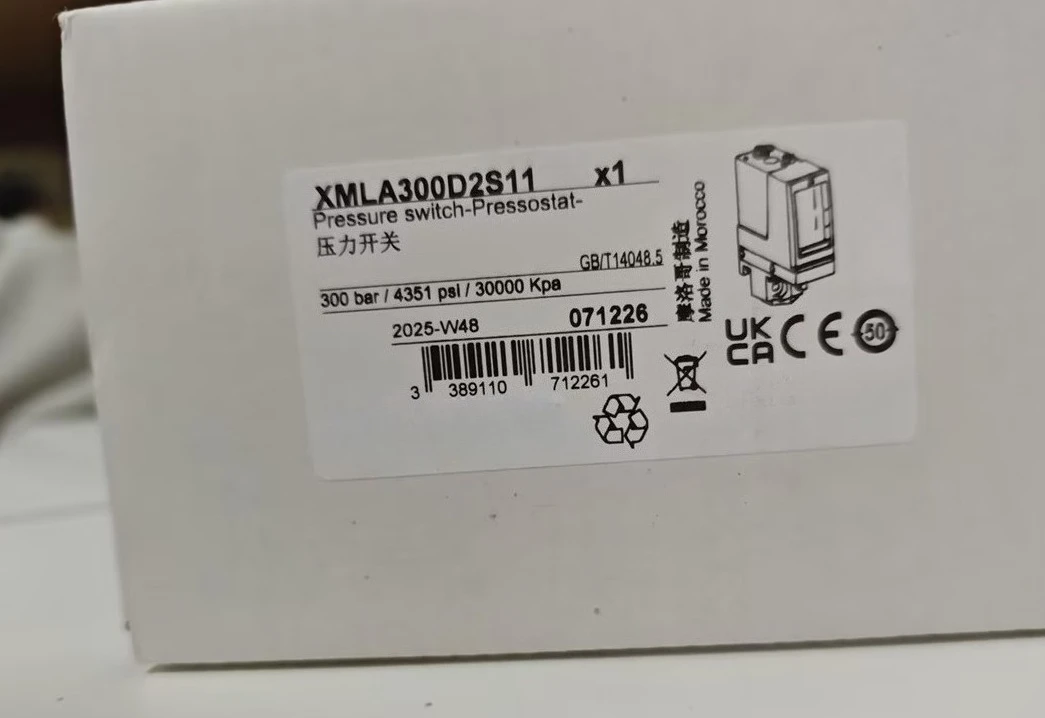 XMLA300D2S11 x1
Pressure switch-Pressostat-
压力开关
GB/T14048.5
300 bar / 4351 psi / 30000 Kpa
2025-W48 071226
3 389110 712261
摩洛哥制造
Made in Morocco
UK
CA
CE
50